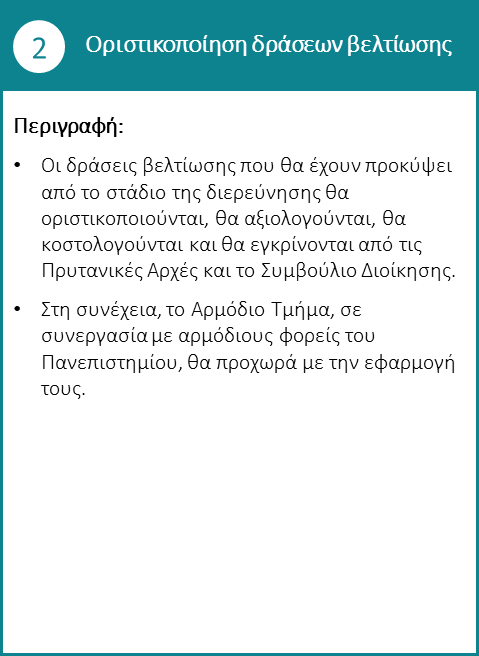 2
Οριστικοποίηση δράσεων βελτίωσης
Περιγραφή:
• Οι δράσεις βελτίωσης που θα έχουν προκύψει
από το στάδιο της διερεύνησης θα
οριστικοποιούνται, θα αξιολογούνται, θα
κοστολογούνται και θα εγκρίνονται από τις
Πρυτανικές Αρχές και το Συμβούλιο Διοίκησης.
• Στη συνέχεια, το Αρμόδιο Τμήμα, σε
συνεργασία με αρμόδιους φορείς του
Πανεπιστημίου, θα προχωρά με την εφαρμογή
τους.